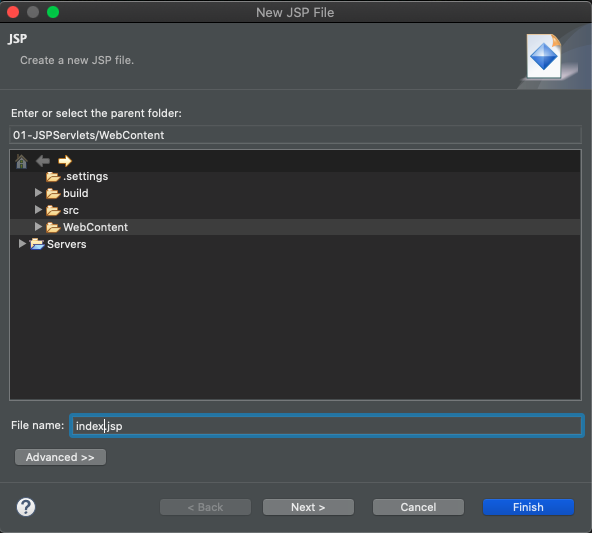 New JSP File
JSP
Create a new JSP file.
Enter or select the parent folder:
01-JSPServlets/WebContent
.settings
build
src
WebContent
Servers
File name: index.jsp
Advanced >>
? < Back Next > Cancel Finish